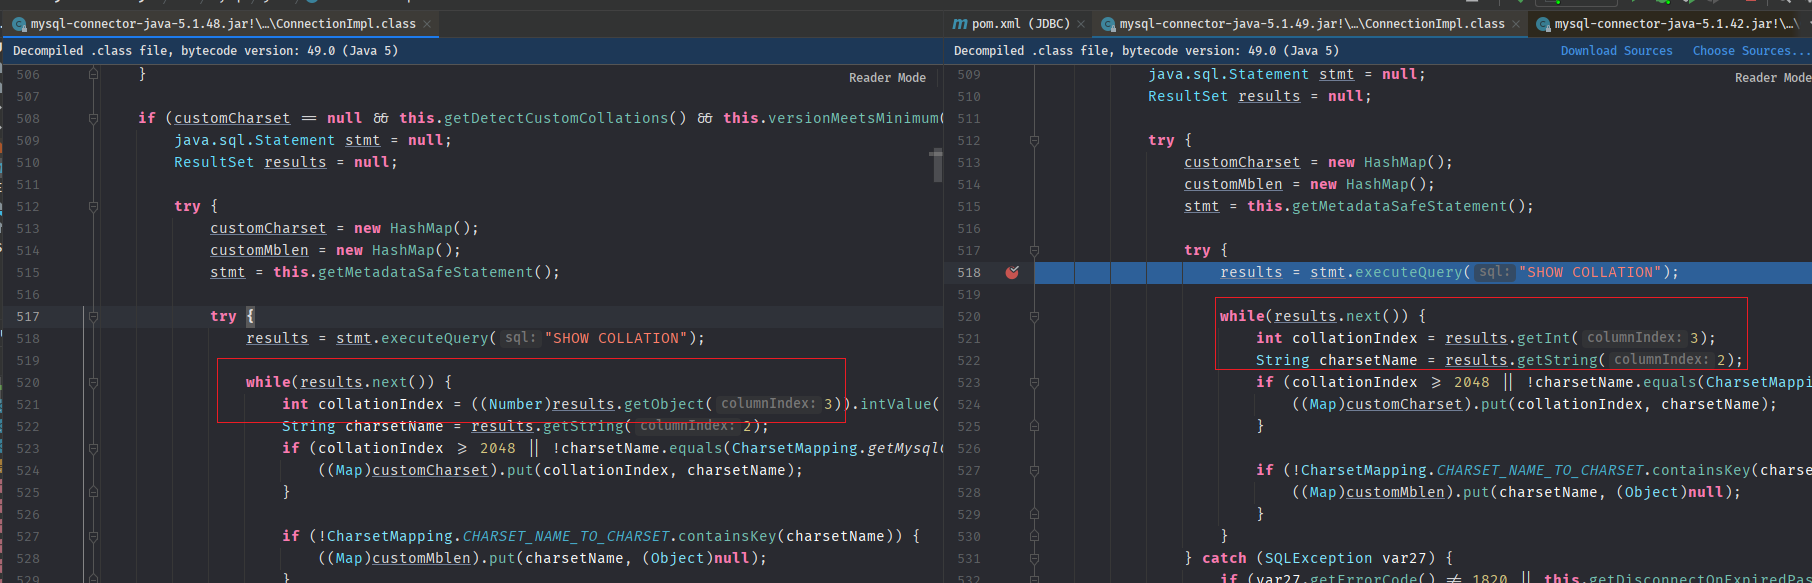 mysql-connector-java-5.1.48.jar!\…\ConnectionImpl.class ×
Decompiled .class file, bytecode version: 49.0 (Java 5)
Reader Mode
506 }
507
508 if (customCharset == null && this.getDetectCustomCollations() && this.versionMeetsMinimum(
509 java.sql.Statement stmt = null;
510 ResultSet results = null;
511
512 try {
513 customCharset = new HashMap();
514 customMblen = new HashMap();
515 stmt = this.getMetadataSafeStatement();
516
517 try {
518 results = stmt.executeQuery( sql: "SHOW COLLATION");
519
520 while(results.next()) {
521 int collationIndex = ((Number)results.getObject( columnIndex: 3)).intValue(
522 String charsetName = results.getString( columnIndex: 2);
523 if (collationIndex >= 2048 || !charsetName.equals(CharsetMapping.getMysql
524 ((Map)customCharset).put(collationIndex, charsetName);
525 }
526
527 if (!CharsetMapping.CHARSET_NAME_TO_CHARSET.containsKey(charsetName)) {
528 ((Map)customMblen).put(charsetName, (Object)null);
529 }
pom.xml (JDBC) ×
mysql-connector-java-5.1.49.jar!\…\ConnectionImpl.class ×
mysql-connector-java-5.1.42.jar!\…\
Decompiled .class file, bytecode version: 49.0 (Java 5)
Download Sources
Choose Sources...
Reader Mode
509 java.sql.Statement stmt = null;
510 ResultSet results = null;
511
512 try {
513 customCharset = new HashMap();
514 customMblen = new HashMap();
515 stmt = this.getMetadataSafeStatement();
516
517 try {
518 results = stmt.executeQuery( sql: "SHOW COLLATION");
519
520 while(results.next()) {
521 int collationIndex = results.getInt( columnIndex: 3);
522 String charsetName = results.getString( columnIndex: 2);
523 if (collationIndex >= 2048 || !charsetName.equals(CharsetMappi
524 ((Map)customCharset).put(collationIndex, charsetName);
525 }
526
527 if (!CharsetMapping.CHARSET_NAME_TO_CHARSET.containsKey(charse
528 ((Map)customMblen).put(charsetName, (Object)null);
529 }
530 }
531 } catch (SQLException var27) {
532 if (var27.getErrorCode() != 1820 || this.getDisconnectOnExpiredPa